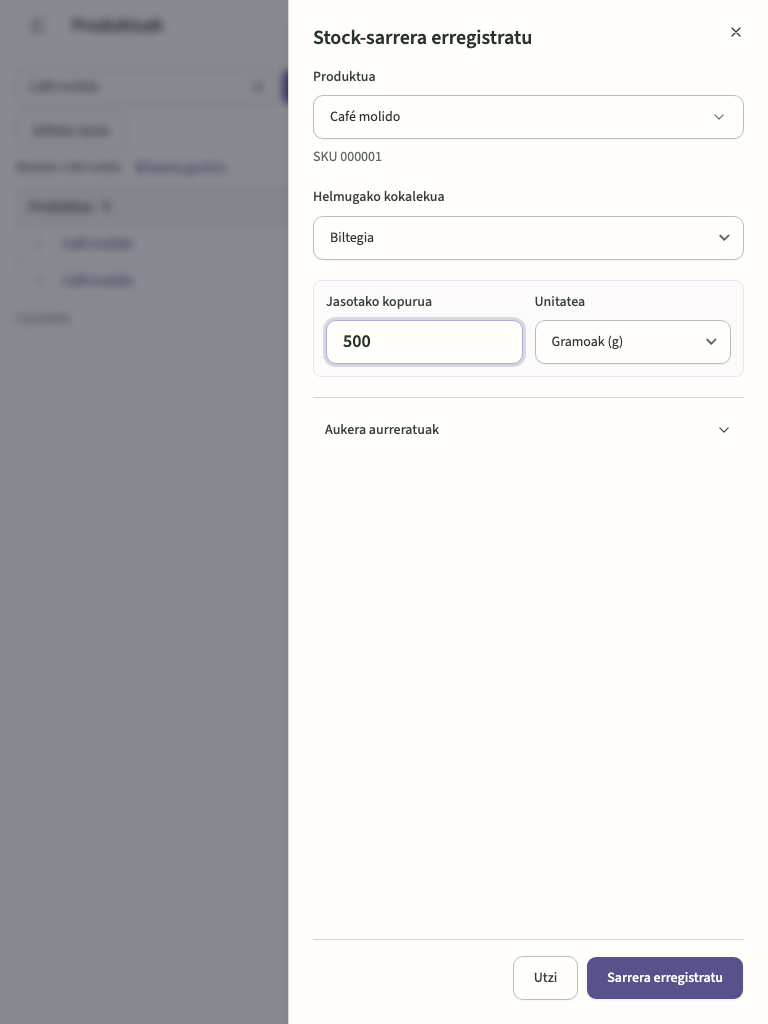 Produktuak
Stock-sarrera erregistratu
Produktua
Café molido
SKU 000001
Helmugako kokalekua
Biltegia
Jasotako kopurua
Unitatea
500
Gramoak (g)
Aukera aurreratuak
Utzi
Sarrera erregistratu